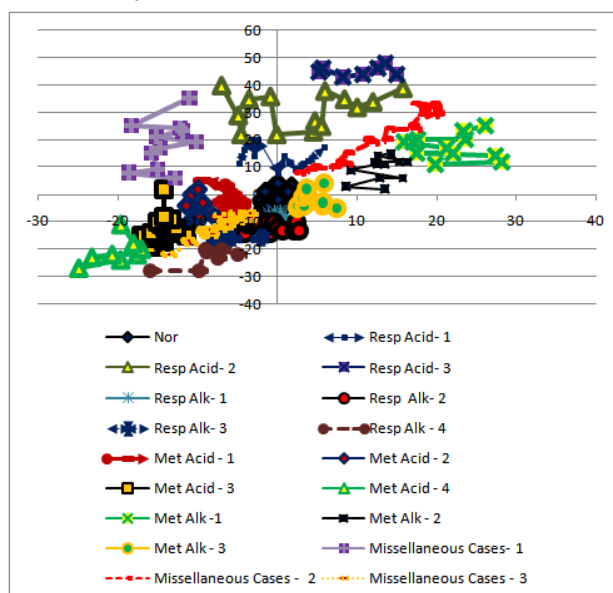 60
50
40
30
20
10
0
-30 -20 -10 0 10 20 30 40
-10
-20
-30
-40
Nor Resp Acid- 1
Resp Acid- 2 Resp Acid- 3
Resp Alk- 1 Resp Alk- 2
Resp Alk- 3 Resp Alk - 4
Met Acid - 1 Met Acid - 2
Met Acid - 3 Met Acid - 4
Met Alk -1 Met Alk - 2
Met Alk - 3 Missellaneous Cases- 1
Missellaneous Cases - 2 Missellaneous Cases - 3